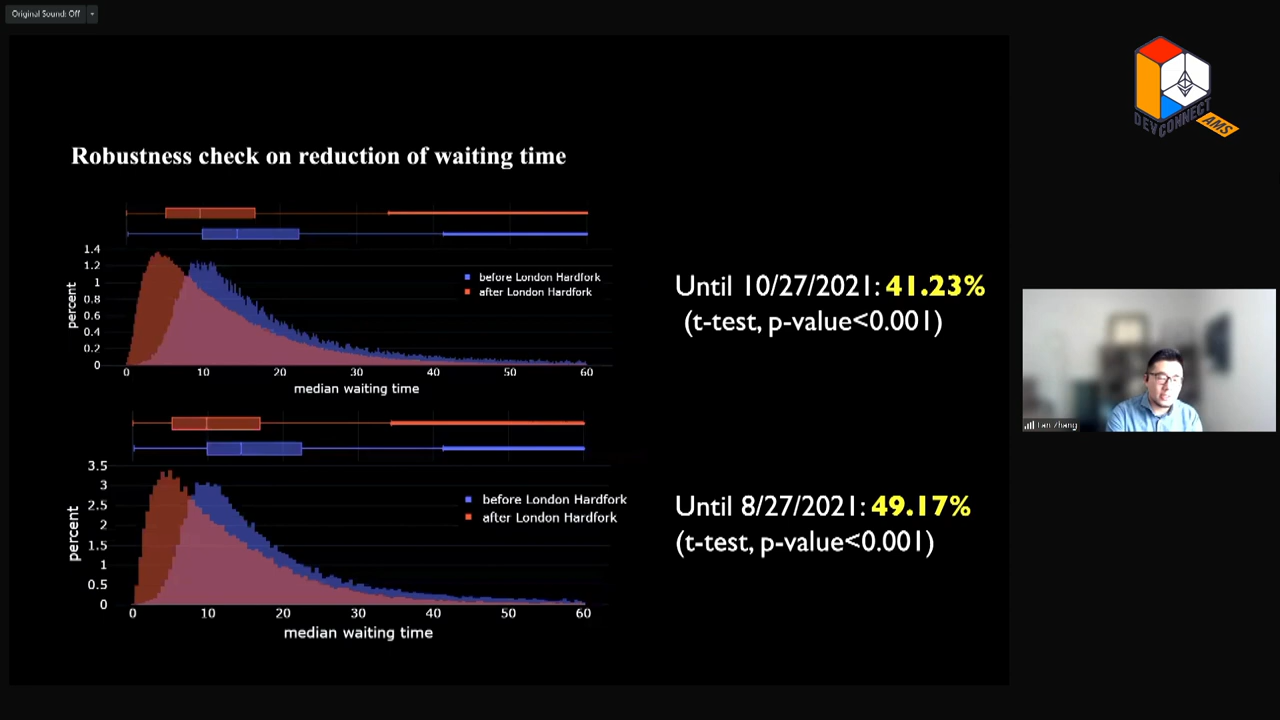 Original Sound: Off
DEVCONNECT
AMS
Robustness check on reduction of waiting time
1.4
1.2
1
0.8
0.6
0.4
0.2
0
percent
before London Hardfork
after London Hardfork
0 10 20 30 40 50 60
median waiting time
Until 10/27/2021: 41.23%
(t-test, p-value<0.001)
3.5
3
2.5
2
1.5
1
0.5
0
percent
before London Hardfork
after London Hardfork
0 10 20 30 40 50 60
median waiting time
Until 8/27/2021: 49.17%
(t-test, p-value<0.001)
Zhang